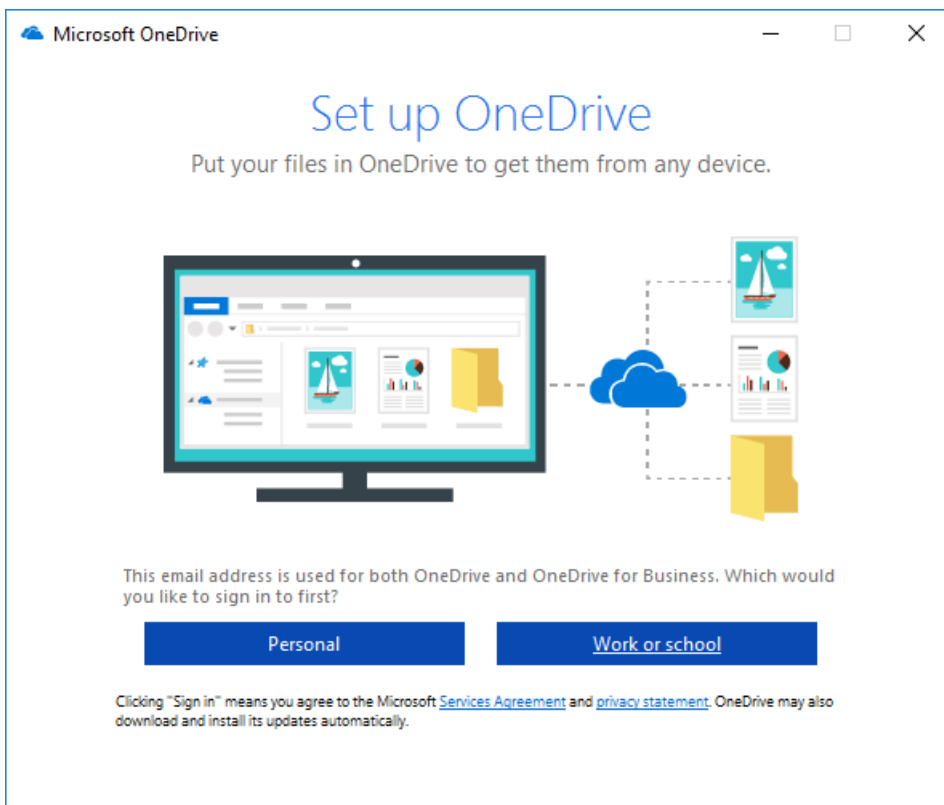 Microsoft OneDrive
Set up OneDrive
Put your files in OneDrive to get them from any device.
This email address is used for both OneDrive and OneDrive for Business. Which would
you like to sign in to first?
Personal
Work or school
Clicking "Sign in" means you agree to the Microsoft Services Agreement and privacy statement. OneDrive may also
download and install its updates automatically.